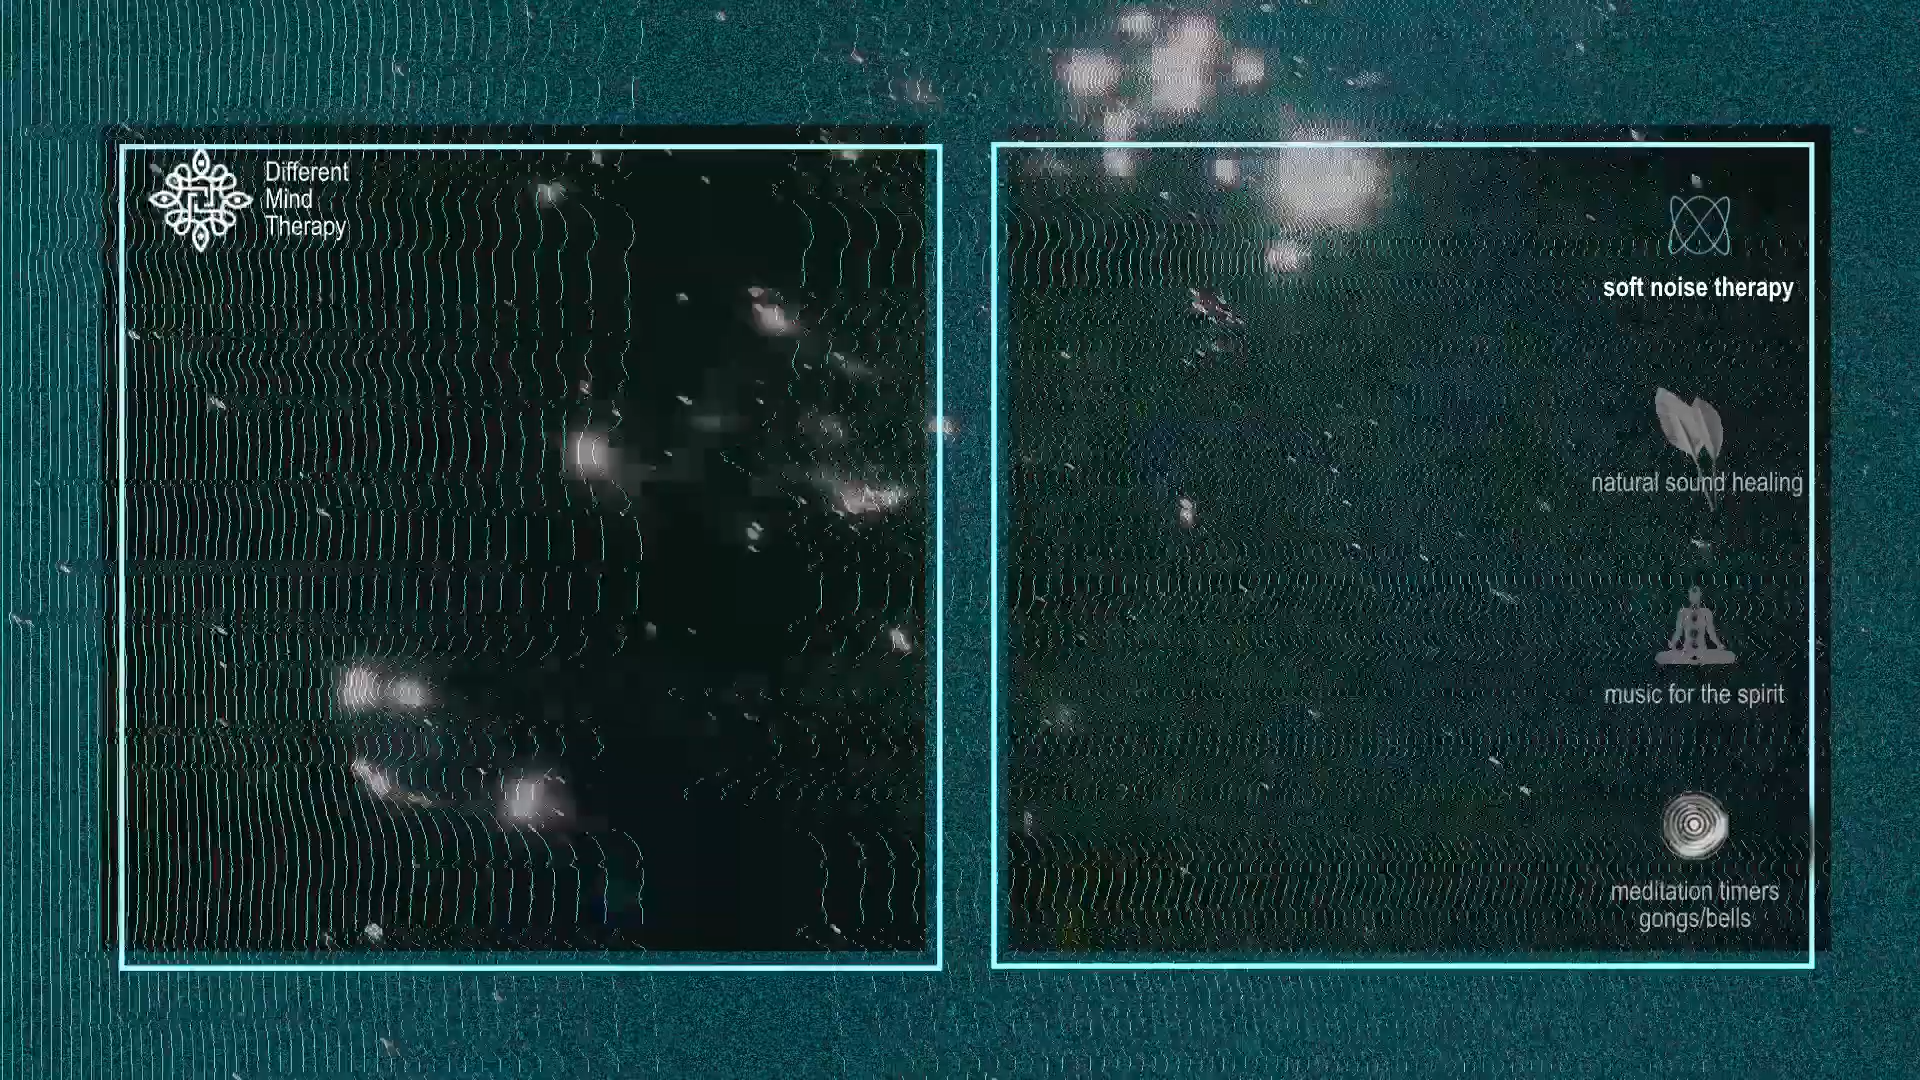 Different
Mind
Therapy
soft noise therapy
natural sound healing
music for the spirit
meditation timers
gongs/bells